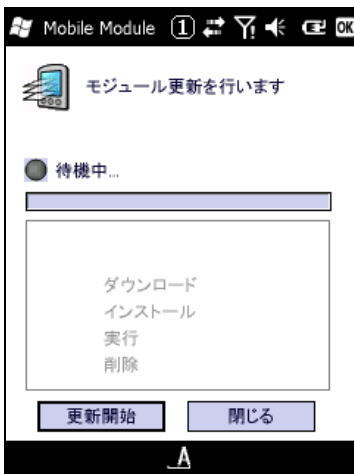 Mobile Module 1 OK
モジュール更新を行います
待機中...
ダウンロード
インストール
実行
削除
更新開始 閉じる
A